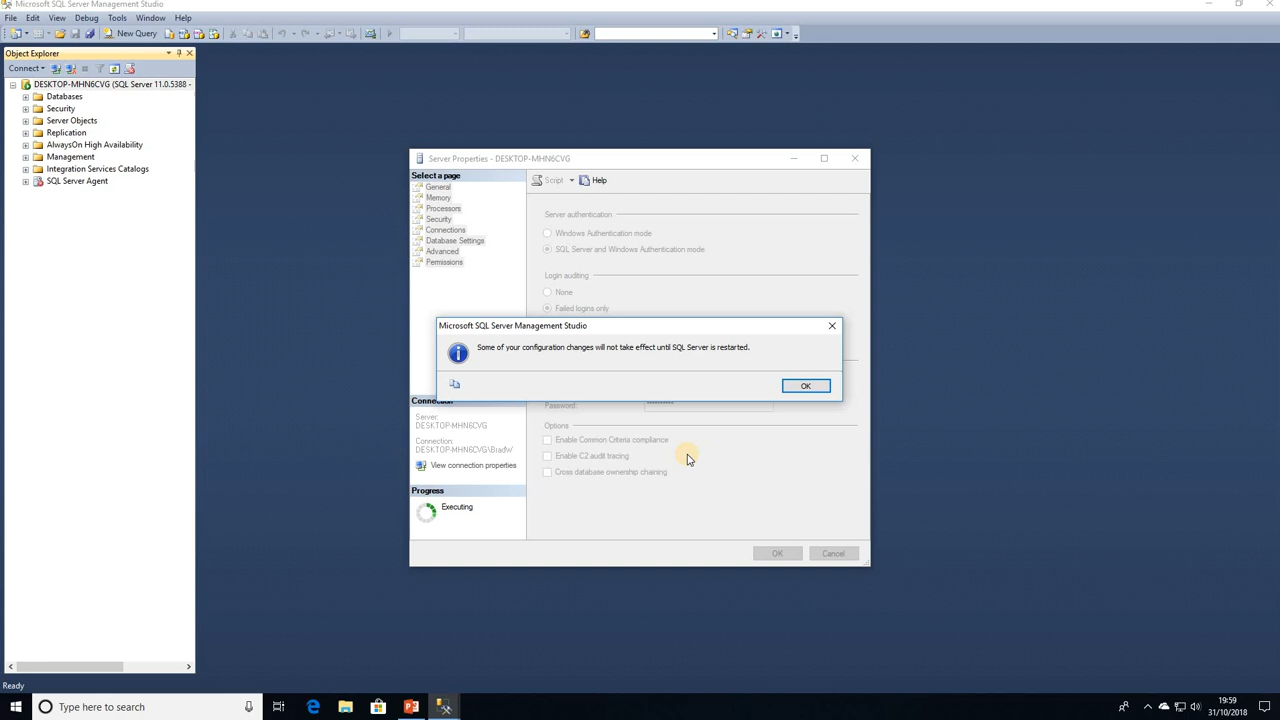 Microsoft SQL Server Management Studio
File Edit View Debug Tools Window Help
New Query
Object Explorer
Connect
DESKTOP-MHN6CVG (SQL Server 11.0.5388 -
Databases
Security
Server Objects
Replication
AlwaysOn High Availability
Management
Integration Services Catalogs
SQL Server Agent
Server Properties - DESKTOP-MHN6CVG
Select a page
General
Memory
Processors
Security
Connections
Database Settings
Advanced
Permissions
Script Help
Server authentication
Windows Authentication mode
SQL Server and Windows Authentication mode
Login auditing
None
Failed logins only
Microsoft SQL Server Management Studio
Some of your configuration changes will not take effect until SQL Server is restarted.
OK
Connection
Server:
DESKTOP-MHN6CVG
Connection:
DESKTOP-MHN6CVG\BradW
View connection properties
Progress
Executing
Password:
Options
Enable Common Criteria compliance
Enable C2 audit tracing
Cross database ownership chaining
OK Cancel
Ready
Type here to search
19:59
31/10/2018